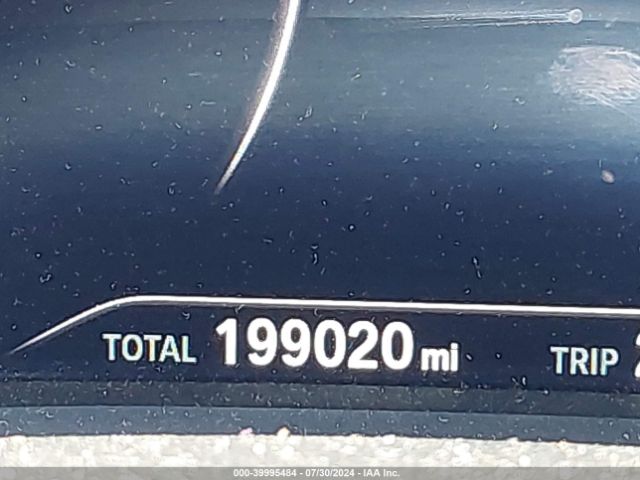 TOTAL 199020 mi TRIP
000-39995484 - 07/30/2024 - IAA Inc.